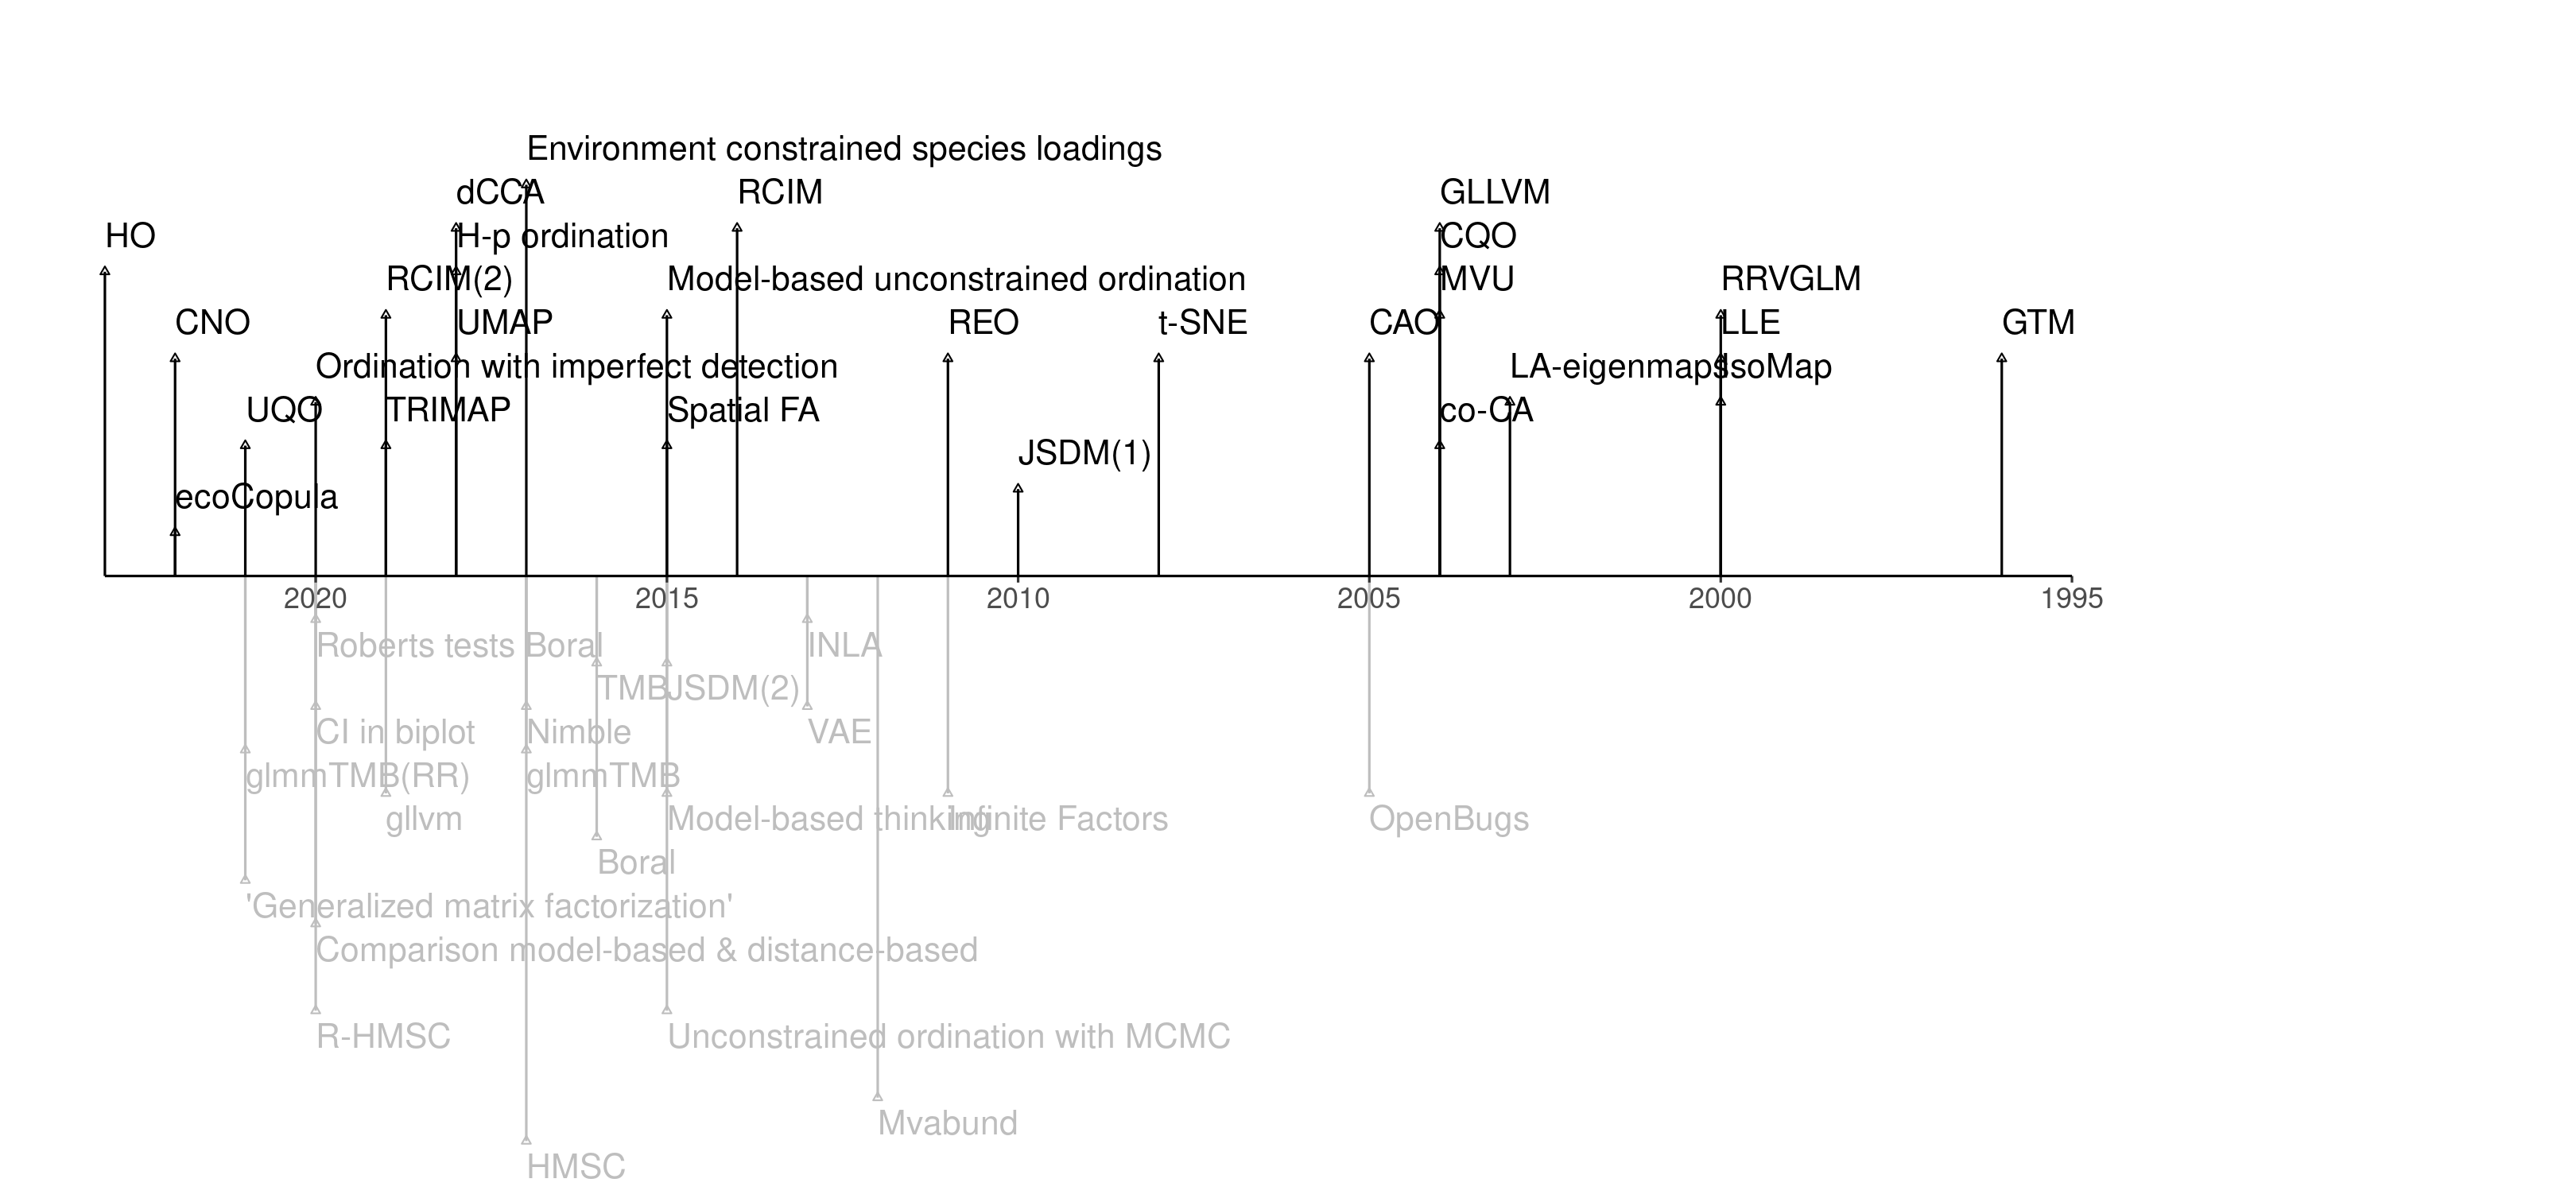 Environment constrained species loadings
dCCA
RCIM
GLLVM
HO
H-p ordination
CQO
RCIM(2)
Model-based unconstrained ordination
MVU
RRVGLM
CNO
UMAP
REO
t-SNE
CAO
LLE
GTM
Ordination with imperfect detection
LA-eigenmaps
IsoMap
UQO
TRIMAP
Spatial FA
co-CA
JSDM(1)
ecoCopula
2020
2015
2010
2005
2000
1995
Roberts tests Boral
INLA
TMB
JSDM(2)
CI in biplot
Nimble
VAE
glmmTMB(RR)
glmmTMB
gllvm
Model-based thinking
Infinite Factors
OpenBugs
Boral
'Generalized matrix factorization'
Comparison model-based & distance-based
R-HMSC
Unconstrained ordination with MCMC
Mvabund
HMSC